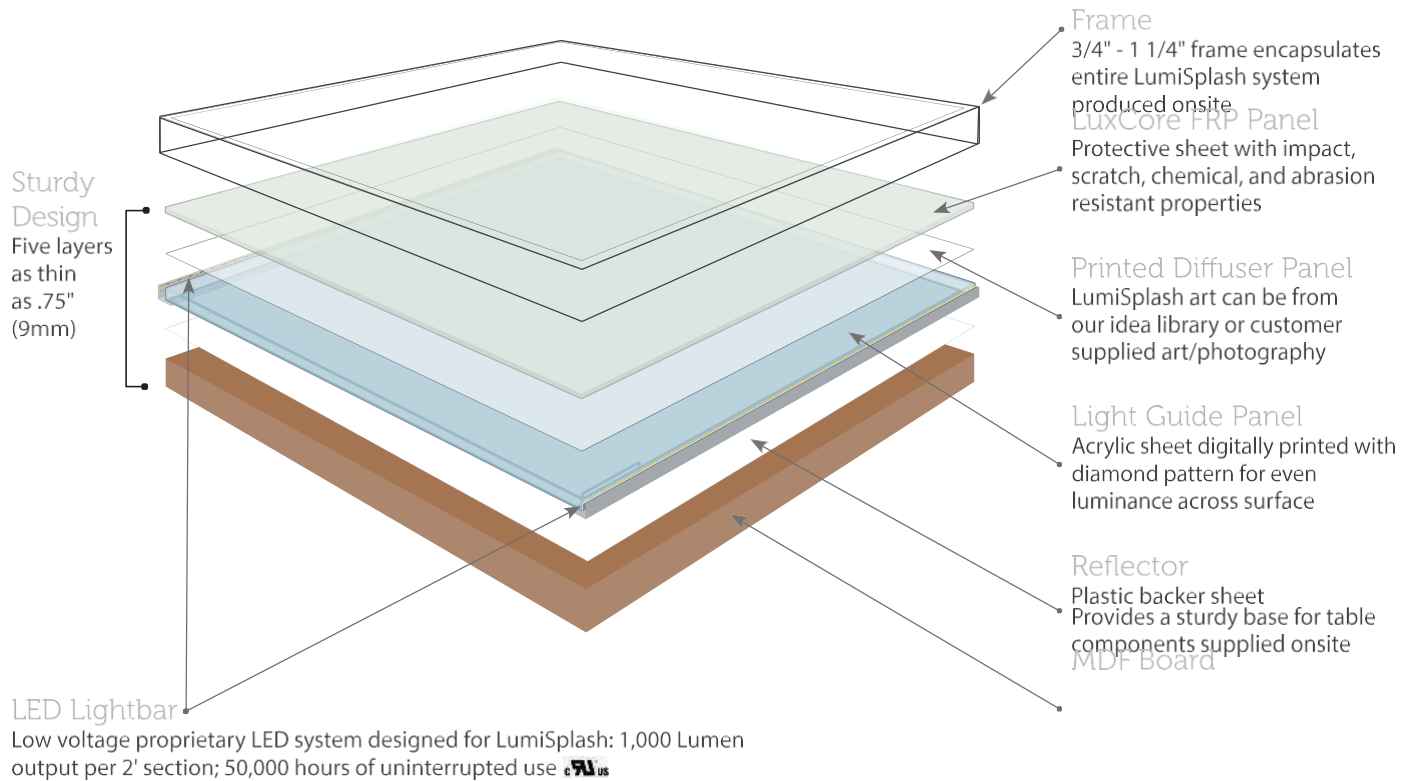 Frame
3/4" - 1 1/4" frame encapsulates
entire LumiSplash system
produced onsite
LuxCore FRP Panel
Protective sheet with impact,
scratch, chemical, and abrasion
resistant properties
Sturdy
Design
Five layers
as thin
as .75"
(9mm)
Printed Diffuser Panel
LumiSplash art can be from
our idea library or customer
supplied art/photography
Light Guide Panel
Acrylic sheet digitally printed with
diamond pattern for even
luminance across surface
Reflector
Plastic backer sheet
Provides a sturdy base for table
components supplied onsite
MDF Board
LED Lightbar
Low voltage proprietary LED system designed for LumiSplash: 1,000 Lumen
output per 2' section; 50,000 hours of uninterrupted use c RU us